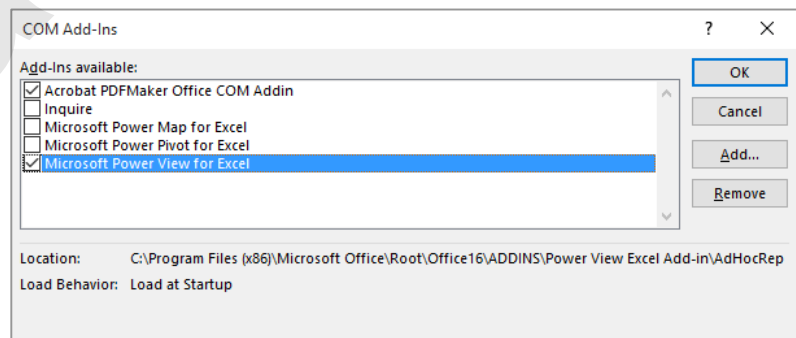 COM Add-Ins
?
Add-Ins available:
Acrobat PDFMaker Office COM Addin
Inquire
Microsoft Power Map for Excel
Microsoft Power Pivot for Excel
Microsoft Power View for Excel
OK
Cancel
Add...
Remove
Location: C:\Program Files (x86)\Microsoft Office\Root\Office16\ADDINS\Power View Excel Add-in\AdHocRep
Load Behavior: Load at Startup